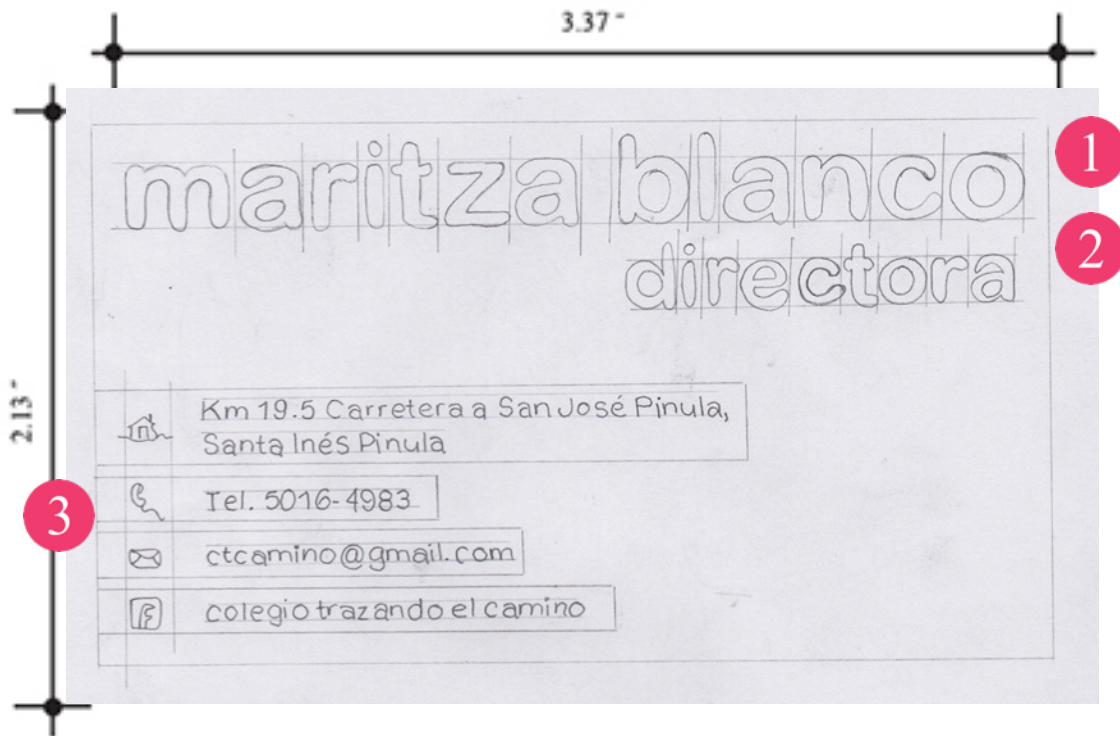 3.37"
1
maritza blanco
2
directora
2.13"
Km 19.5 Carretera a San José Pinula,
Santa Inés Pinula
3
Tel. 5016-4983
ctcamino@gmail.com
f
colegio trazando el camino